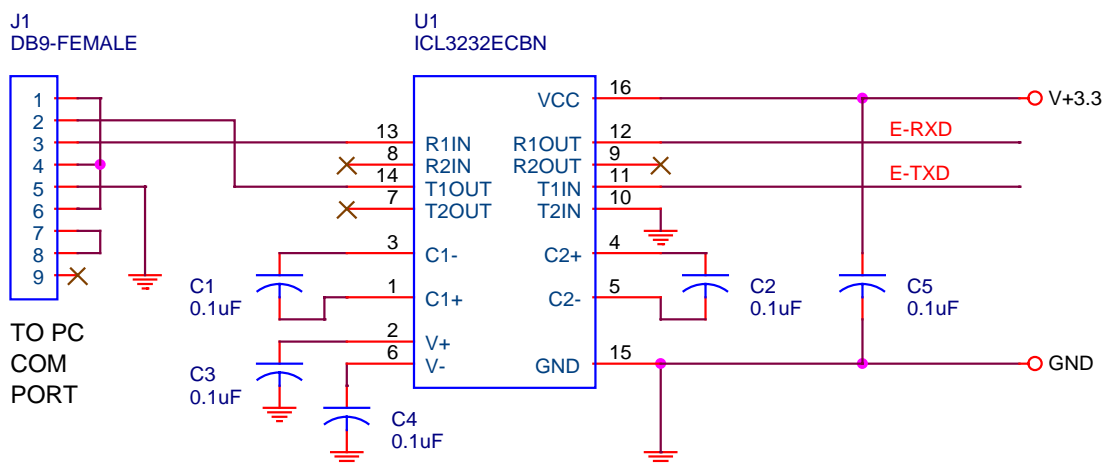 J1
DB9-FEMALE
1
2
3
4
5
6
7
8
9
TO PC
COM
PORT
U1
ICL3232ECBN
13 R1IN
8 R2IN
14 T1OUT
7 T2OUT
3 C1-
1 C1+
2 V+
6 V-
VCC 16
R1OUT 12
R2OUT 9
T1IN 11
T2IN 10
C2+ 4
C2- 5
GND 15
C1
0.1uF
C3
0.1uF
C4
0.1uF
C2
0.1uF
C5
0.1uF
V+3.3
E-RXD
E-TXD
GND